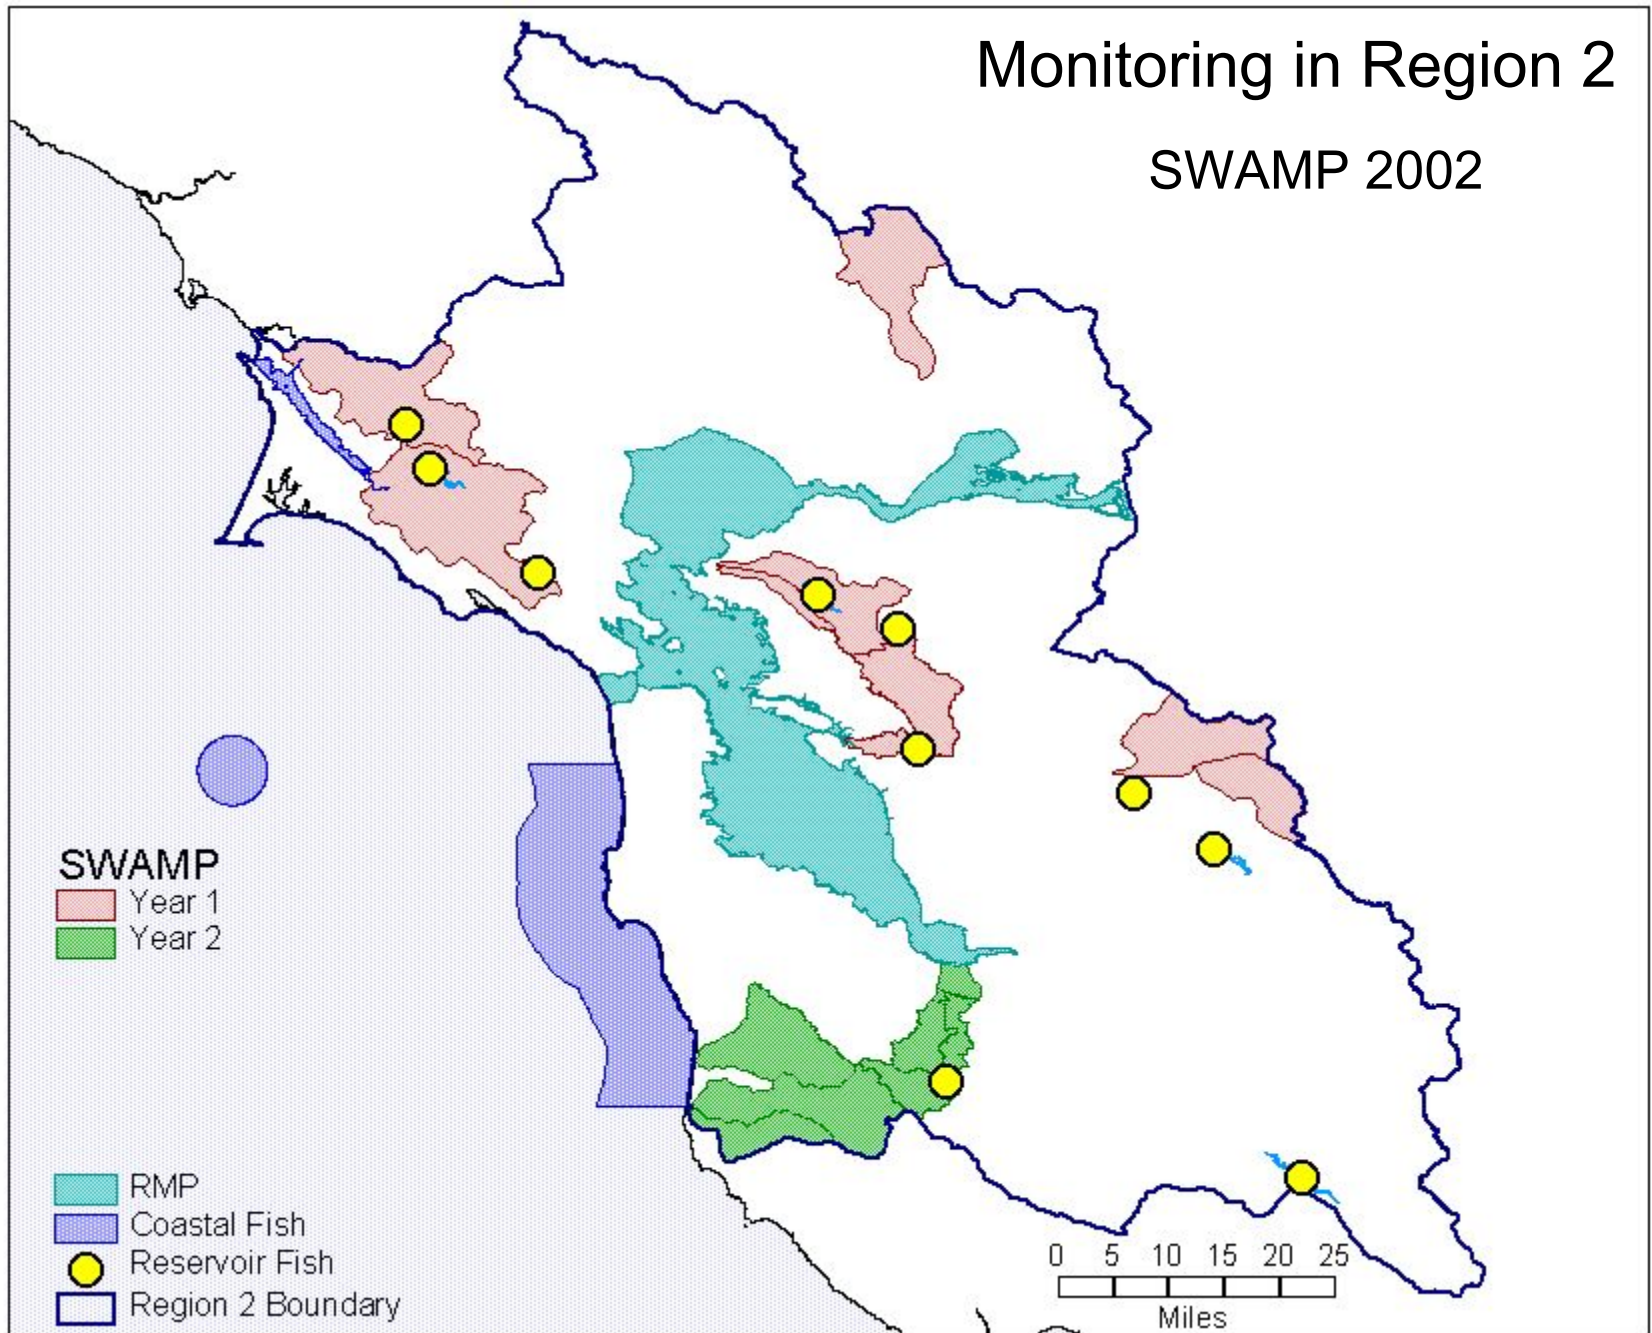 Monitoring in Region 2
SWAMP 2002
SWAMP
Year 1
Year 2
RMP
Coastal Fish
Reservoir Fish
Region 2 Boundary
0 5 10 15 20 25
Miles